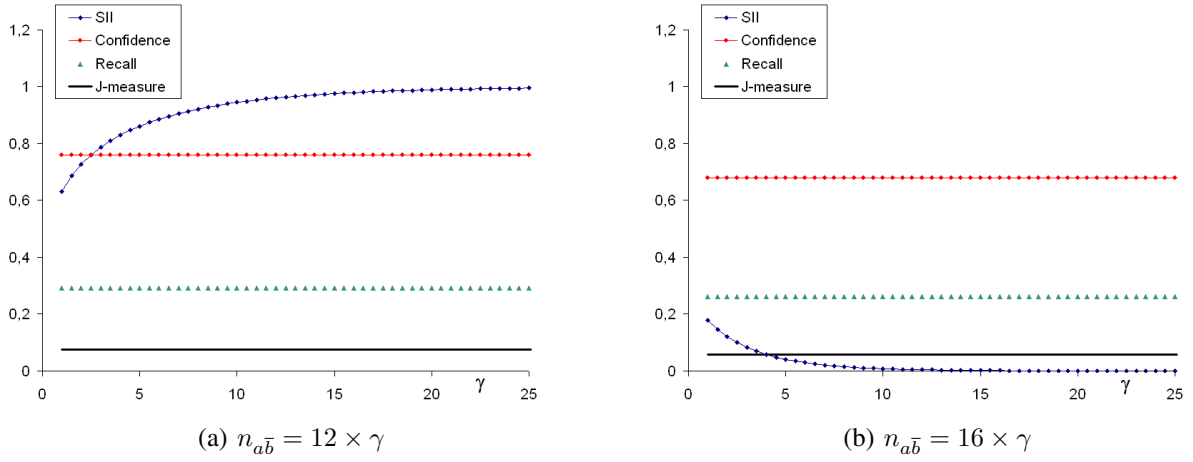 1,2
1
0,8
0,6
0,4
0,2
0
SII
Confidence
Recall
J-measure
0
5
10
15
20
25
γ
(a) n_{a\bar{b}} = 12 × γ
1,2
1
0,8
0,6
0,4
0,2
0
SII
Confidence
Recall
J-measure
0
5
10
15
20
25
γ
(b) n_{a\bar{b}} = 16 × γ